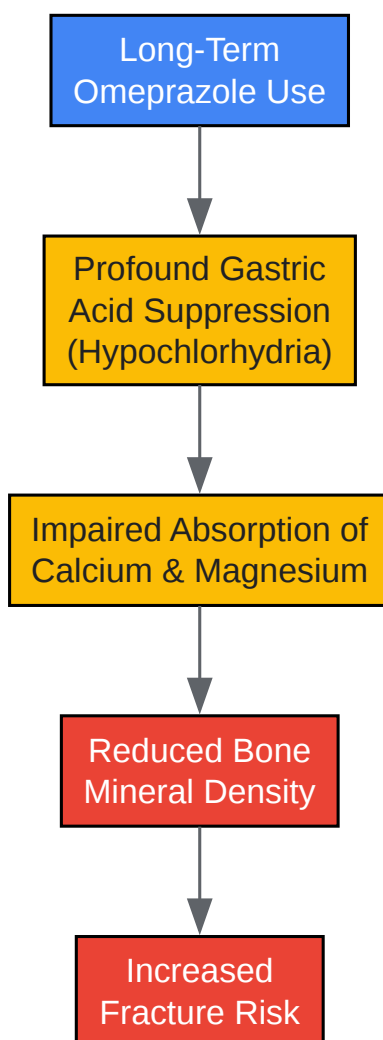 Long-Term
Omeprazole Use
Profound Gastric
Acid Suppression
(Hypochlorhydria)
Impaired Absorption of
Calcium & Magnesium
Reduced Bone
Mineral Density
Increased
Fracture Risk